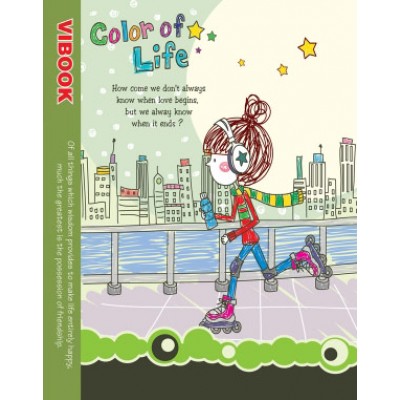 Color of
Life
How come we don't always
know when love begins,
but we alway know
when it ends ?
VIBOOK
Of all things which wisdom provides to make life entirely happy,
much the greatest is the possession of friendship.